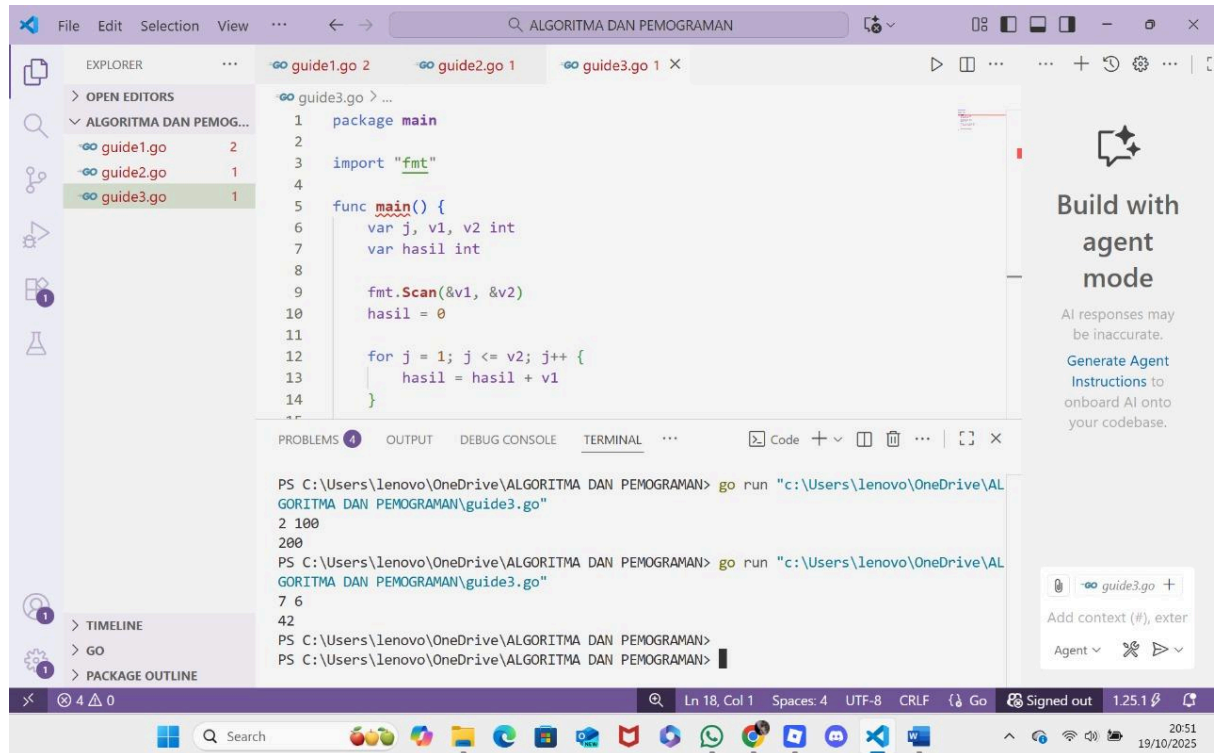 File Edit Selection View ... ALGORITMA DAN PEMOGRAMAN
EXPLORER ...
OPEN EDITORS
ALGORITMA DAN PEMOG...
guide1.go 2
guide2.go 1
guide3.go 1
TIMELINE
GO
PACKAGE OUTLINE
guide1.go 2 guide2.go 1 guide3.go 1
guide3.go > ...
1 package main
2
3 import "fmt"
4
5 func main() {
6 var j, v1, v2 int
7 var hasil int
8
9 fmt.Scan(&v1, &v2)
10 hasil = 0
11
12 for j = 1; j <= v2; j++ {
13 hasil = hasil + v1
14 }
PROBLEMS 4 OUTPUT DEBUG CONSOLE TERMINAL ... Code
PS C:\Users\lenovo\OneDrive\ALGORITMA DAN PEMOGRAMAN> go run "c:\Users\lenovo\OneDrive\AL
GORITMA DAN PEMOGRAMAN\guide3.go"
2 100
200
PS C:\Users\lenovo\OneDrive\ALGORITMA DAN PEMOGRAMAN> go run "c:\Users\lenovo\OneDrive\AL
GORITMA DAN PEMOGRAMAN\guide3.go"
7 6
42
PS C:\Users\lenovo\OneDrive\ALGORITMA DAN PEMOGRAMAN>
PS C:\Users\lenovo\OneDrive\ALGORITMA DAN PEMOGRAMAN>
Build with
agent
mode
AI responses may
be inaccurate.
Generate Agent
Instructions to
onboard AI onto
your codebase.
guide3.go +
Add context (#), exter
Agent
1
1
1
4 0 Ln 18, Col 1 Spaces: 4 UTF-8 CRLF Go Signed out 1.25.1
Search
20:51
19/10/2025